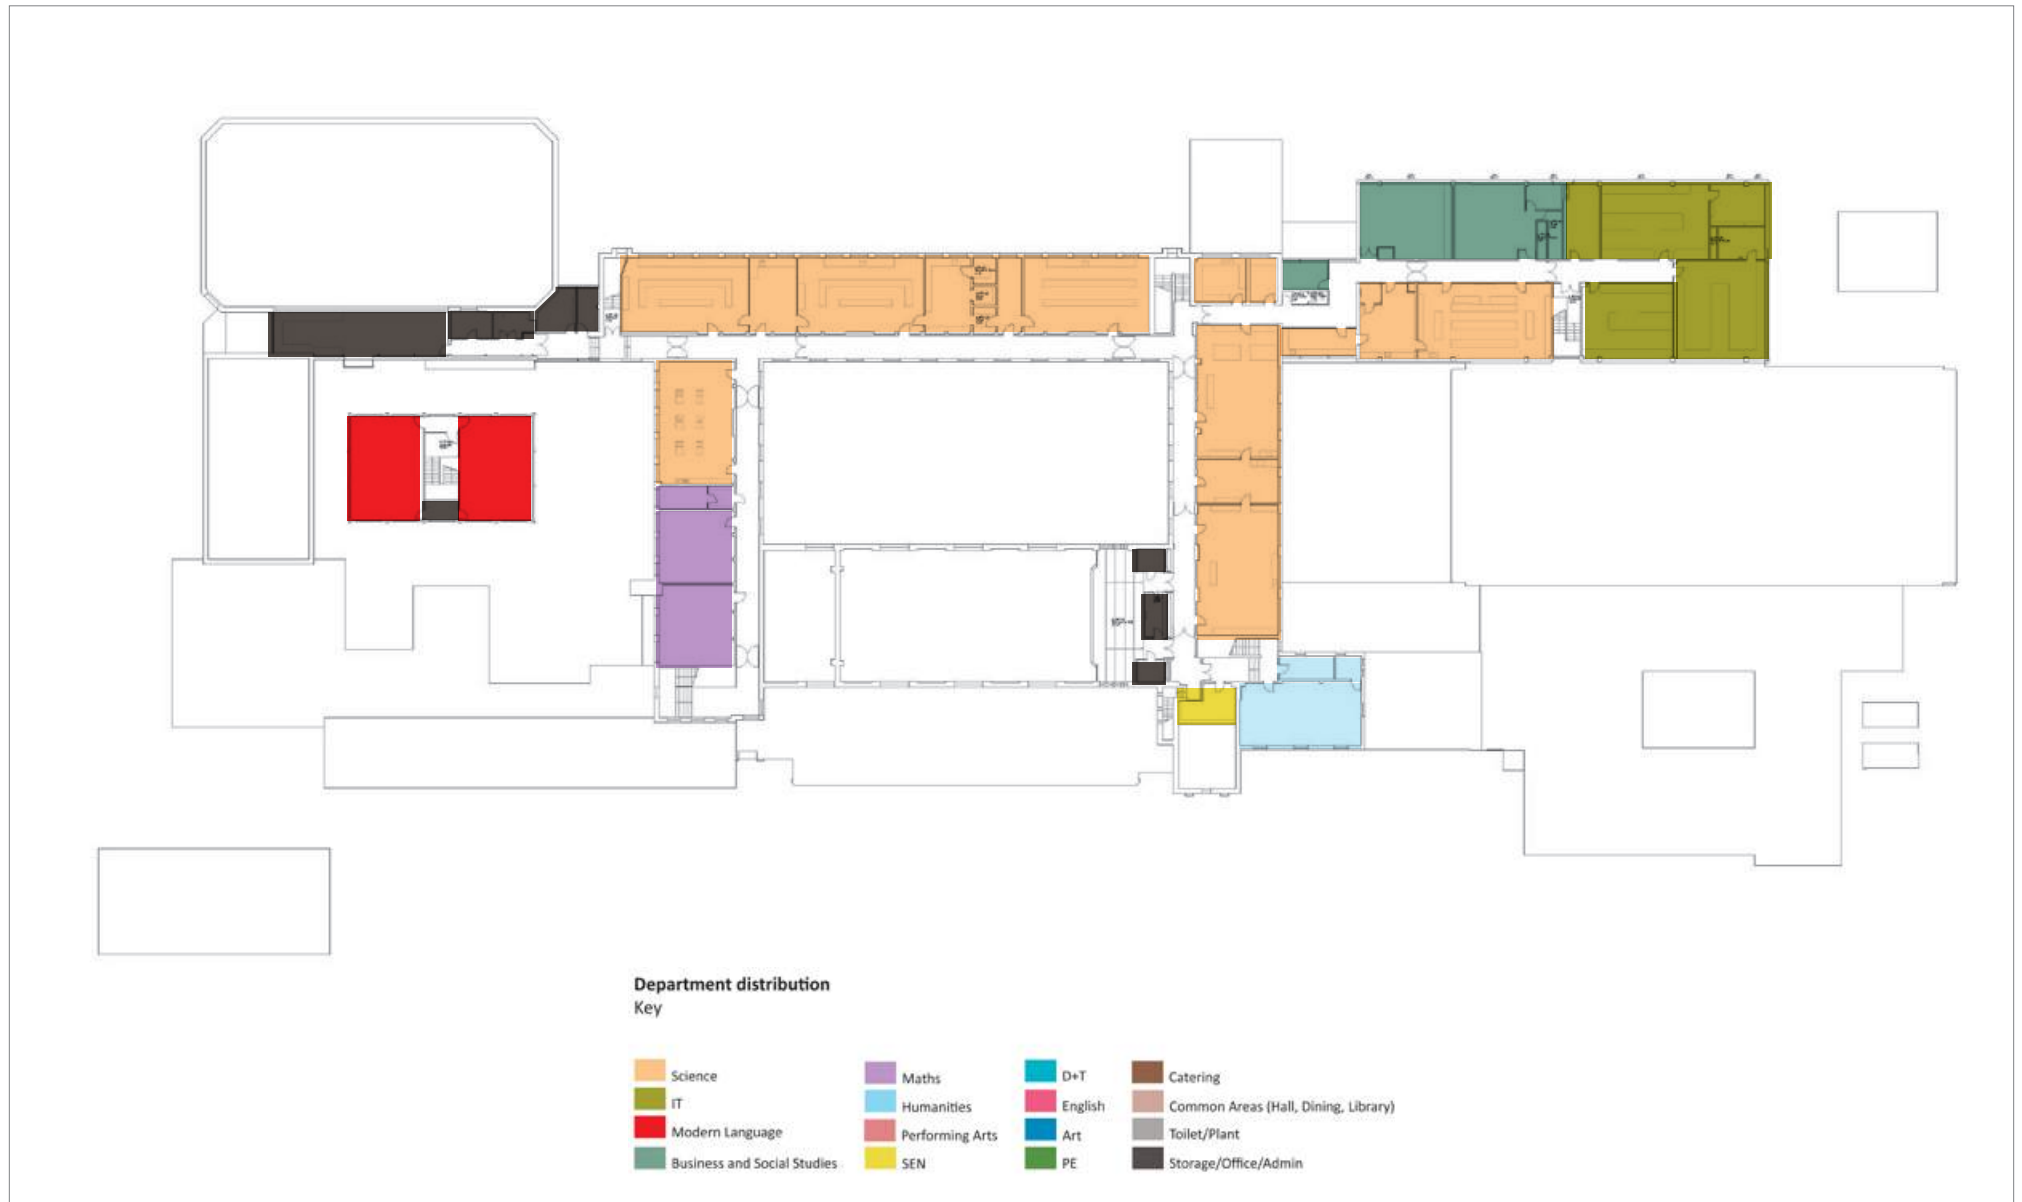 Department distribution
Key
Science
IT
Modern Language
Business and Social Studies
Maths
Humanities
Performing Arts
SEN
D+T
English
Art
PE
Catering
Common Areas (Hall, Dining, Library)
Toilet/Plant
Storage/Office/Admin